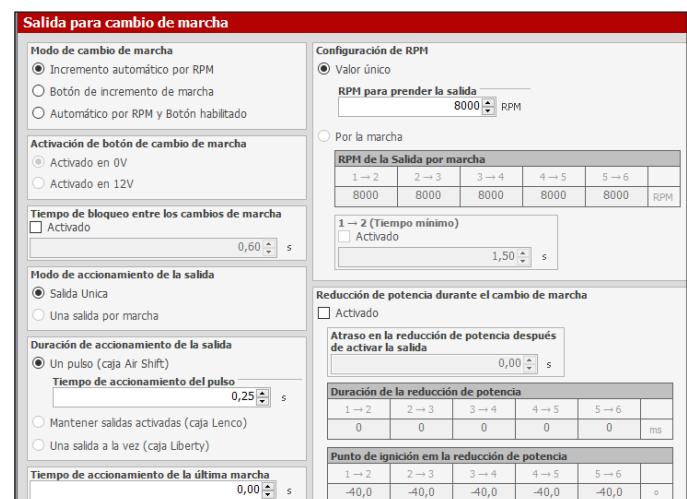 Salida para cambio de marcha
Modo de cambio de marcha
Incremento automático por RPM
Botón de incremento de marcha
Automático por RPM y Botón habilitado
Activación de botón de cambio de marcha
Activado en 0V
Activado en 12V
Tiempo de bloqueo entre los cambios de marcha
Activado
0,60 s
Modo de accionamiento de la salida
Salida Unica
Una salida por marcha
Duración de accionamiento de la salida
Un pulso (caja Air Shift)
Tiempo de accionamiento del pulso
0,25 s
Mantener salidas activadas (caja Lenco)
Una salida a la vez (caja Liberty)
Tiempo de accionamiento de la última marcha
0,00 s
Configuración de RPM
Valor único
RPM para prender la salida
8000 RPM
Por la marcha
RPM de la Salida por marcha
1→2 2→3 3→4 4→5 5→6
8000 8000 8000 8000 8000 RPM
1→2 (Tiempo mínimo)
Activado
1,50 s
Reducción de potencia durante el cambio de marcha
Activado
Atraso en la reducción de potencia después
de activar la salida
0,00 s
Duración de la reducción de potencia
1→2 2→3 3→4 4→5 5→6
0 0 0 0 0 ms
Punto de ignición em la reducción de potencia
1→2 2→3 3→4 4→5 5→6
-40,0 -40,0 -40,0 -40,0 -40,0 °